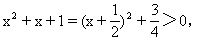 x² + x + 1 = (x + 1/2)² + 3/4 > 0，